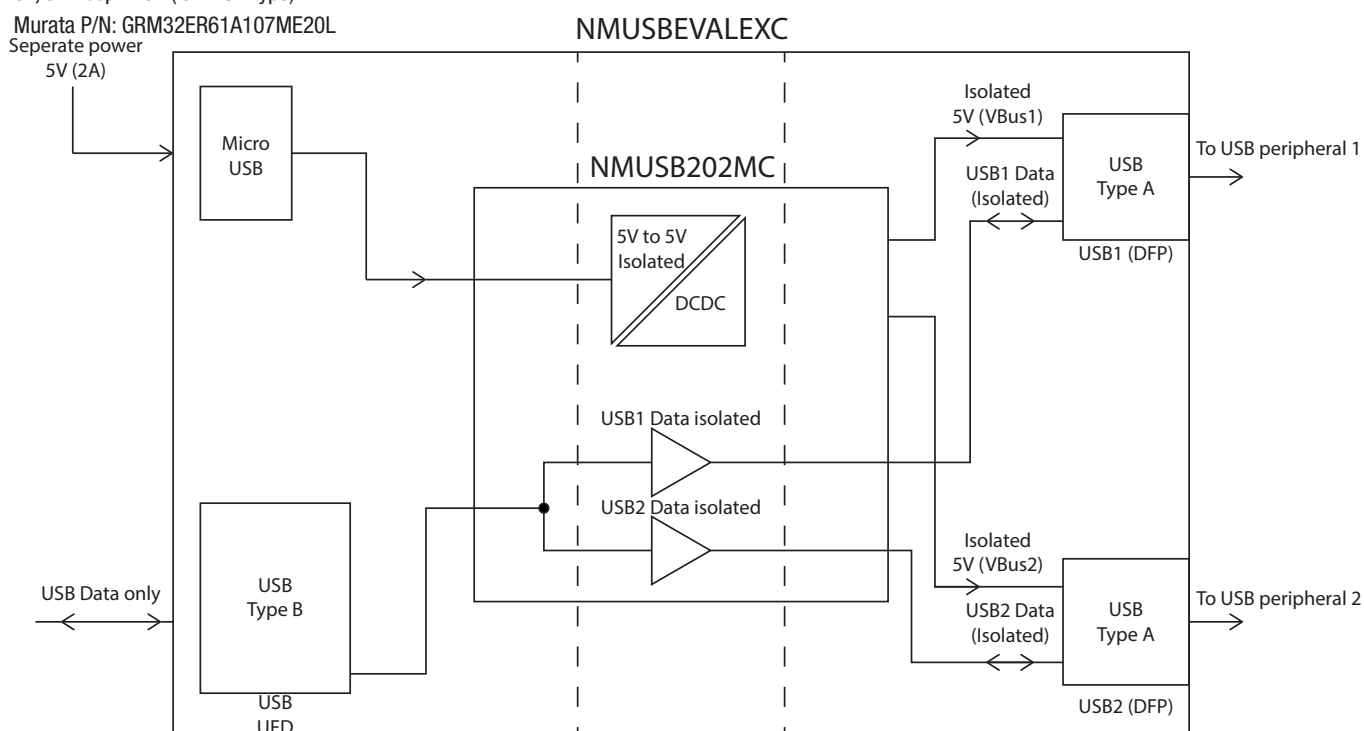 Murata P/N: GRM32ER61A107ME20L
NMUSBEVALEXC
Seperate power
5V (2A)
Micro
USB
NMUSB202MC
5V to 5V
Isolated
DCDC
Isolated
5V (VBus1)
USB1 Data
(Isolated)
USB
Type A
USB1 (DFP)
To USB peripheral 1
USB1 Data isolated
USB2 Data isolated
USB Data only
USB
Type B
USB
Isolated
5V (VBus2)
USB2 Data
(Isolated)
USB
Type A
USB2 (DFP)
To USB peripheral 2